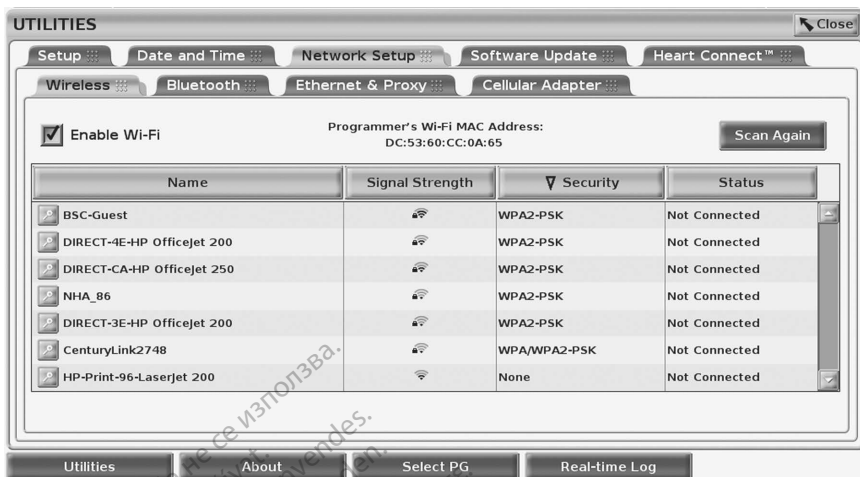 UTILITIES
Close
Setup Date and Time Network Setup Software Update Heart Connect™
Wireless Bluetooth Ethernet & Proxy Cellular Adapter
Enable Wi-Fi
Programmer's Wi-Fi MAC Address:
DC:53:60:CC:0A:65
Scan Again
Name Signal Strength Security Status
BSC-Guest WPA2-PSK Not Connected
DIRECT-4E-HP OfficeJet 200 WPA2-PSK Not Connected
DIRECT-CA-HP OfficeJet 250 WPA2-PSK Not Connected
NHA_86 WPA2-PSK Not Connected
DIRECT-3E-HP OfficeJet 200 WPA2-PSK Not Connected
CenturyLink2748 WPA/WPA2-PSK Not Connected
HP-Print-96-LaserJet 200 None Not Connected
не се използва.
Utilities About Select PG Real-time Log